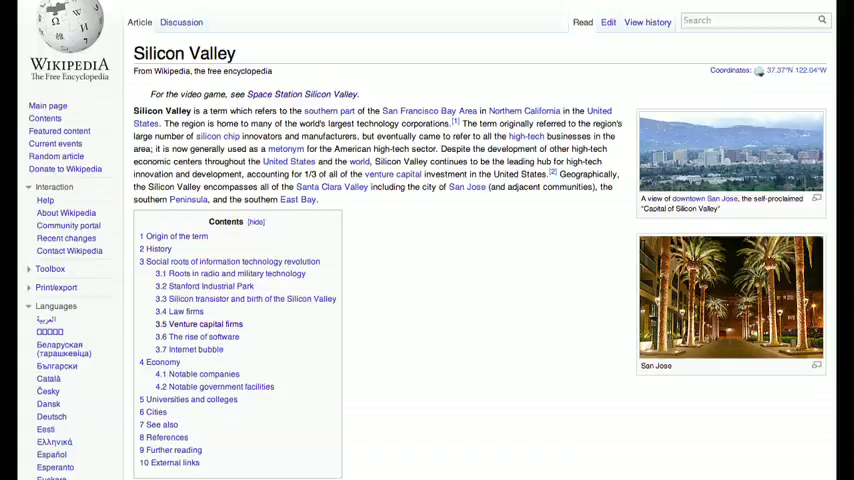 WIKIPEDIA
The Free Encyclopedia
Main page
Contents
Featured content
Current events
Random article
Donate to Wikipedia
Interaction
Help
About Wikipedia
Community portal
Recent changes
Contact Wikipedia
Toolbox
Print/export
Languages
العربية
Беларуская
(тарашкевіца)
Български
Català
Česky
Dansk
Deutsch
Eesti
Ελληνικά
Español
Esperanto
Article Discussion
Read Edit View history
Search
Silicon Valley
From Wikipedia, the free encyclopedia
Coordinates: 37.37°N 122.04°W
For the video game, see Space Station Silicon Valley.
Silicon Valley is a term which refers to the southern part of the San Francisco Bay Area in Northern California in the United
States. The region is home to many of the world's largest technology corporations.[1] The term originally referred to the region's
large number of silicon chip innovators and manufacturers, but eventually came to refer to all the high-tech businesses in the
area; it is now generally used as a metonym for the American high-tech sector. Despite the development of other high-tech
economic centers throughout the United States and the world, Silicon Valley continues to be the leading hub for high-tech
innovation and development, accounting for 1/3 of all of the venture capital investment in the United States.[2] Geographically,
the Silicon Valley encompasses all of the Santa Clara Valley including the city of San Jose (and adjacent communities), the
southern Peninsula, and the southern East Bay.
Contents [hide]
1 Origin of the term
2 History
3 Social roots of information technology revolution
3.1 Roots in radio and military technology
3.2 Stanford Industrial Park
3.3 Silicon transistor and birth of the Silicon Valley
3.4 Law firms
3.5 Venture capital firms
3.6 The rise of software
3.7 Internet bubble
4 Economy
4.1 Notable companies
4.2 Notable government facilities
5 Universities and colleges
6 Cities
7 See also
8 References
9 Further reading
10 External links
A view of downtown San Jose, the self-proclaimed
"Capital of Silicon Valley"
San Jose